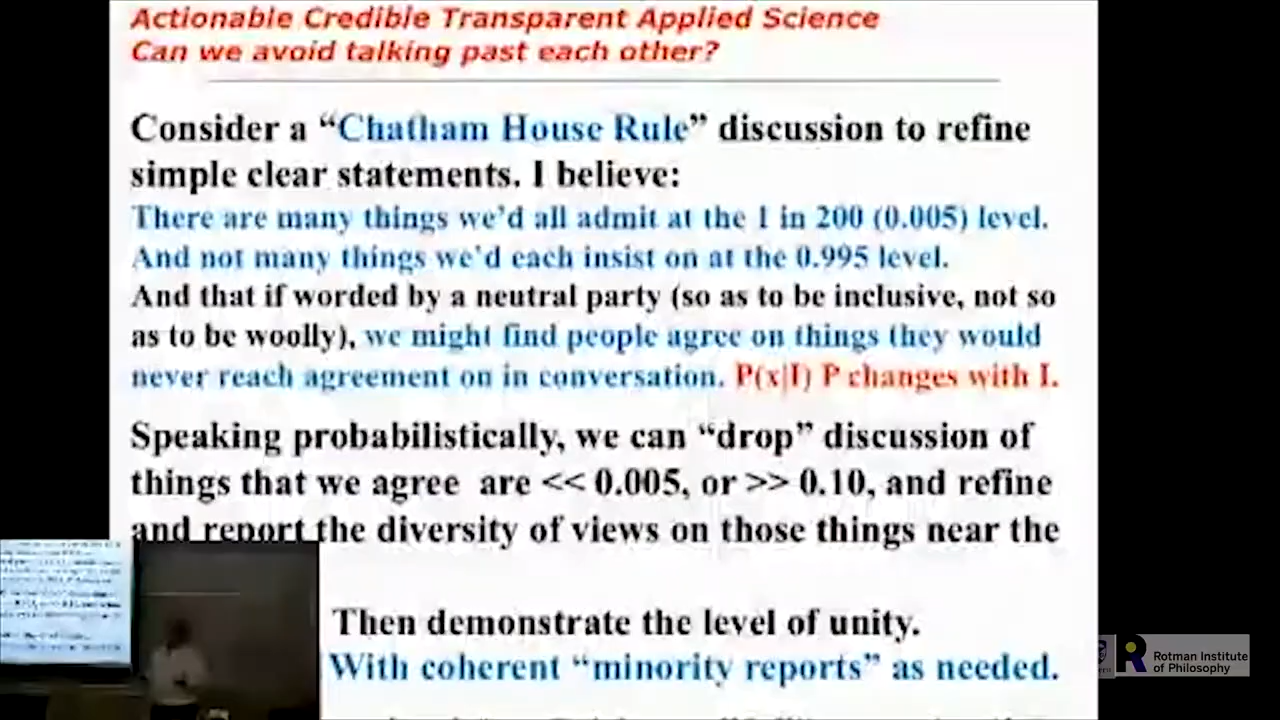 Actionable Credible Transparent Applied Science
Can we avoid talking past each other?
Consider a “Chatham House Rule” discussion to refine
simple clear statements. I believe:
There are many things we’d all admit at the 1 in 200 (0.005) level.
And not many things we’d each insist on at the 0.995 level.
And that if worded by a neutral party (so as to be inclusive, not so
as to be woolly), we might find people agree on things they would
never reach agreement on in conversation. P(x|I) P changes with I.
Speaking probabilistically, we can “drop” discussion of
things that we agree are << 0.005, or >> 0.10, and refine
and report the diversity of views on those things near the
Then demonstrate the level of unity.
With coherent “minority reports” as needed.
Rotman Institute
of Philosophy